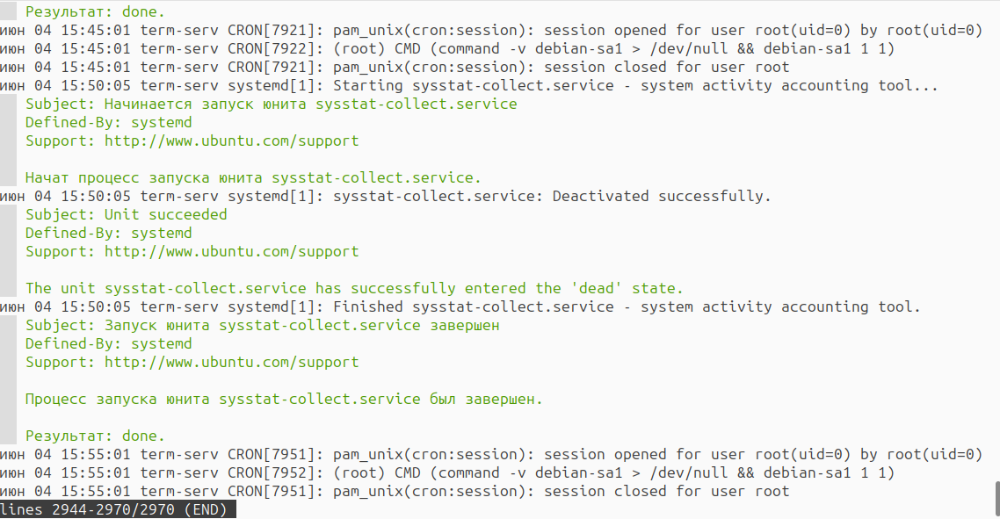 Результат: done.
июн 04 15:45:01 term-serv CRON[7921]: pam_unix(cron:session): session opened for user root(uid=0) by root(uid=0)
июн 04 15:45:01 term-serv CRON[7922]: (root) CMD (command -v debian-sa1 > /dev/null && debian-sa1 1 1)
июн 04 15:45:01 term-serv CRON[7921]: pam_unix(cron:session): session closed for user root
июн 04 15:50:05 term-serv systemd[1]: Starting sysstat-collect.service - system activity accounting tool...
Subject: Начинается запуск юнита sysstat-collect.service
Defined-By: systemd
Support: http://www.ubuntu.com/support
Начат процесс запуска юнита sysstat-collect.service.
июн 04 15:50:05 term-serv systemd[1]: sysstat-collect.service: Deactivated successfully.
Subject: Unit succeeded
Defined-By: systemd
Support: http://www.ubuntu.com/support
The unit sysstat-collect.service has successfully entered the 'dead' state.
июн 04 15:50:05 term-serv systemd[1]: Finished sysstat-collect.service - system activity accounting tool.
Subject: Запуск юнита sysstat-collect.service завершен
Defined-By: systemd
Support: http://www.ubuntu.com/support
Процесс запуска юнита sysstat-collect.service был завершен.
Результат: done.
июн 04 15:55:01 term-serv CRON[7951]: pam_unix(cron:session): session opened for user root(uid=0) by root(uid=0)
июн 04 15:55:01 term-serv CRON[7952]: (root) CMD (command -v debian-sa1 > /dev/null && debian-sa1 1 1)
июн 04 15:55:01 term-serv CRON[7951]: pam_unix(cron:session): session closed for user root
lines 2944-2970/2970 (END)